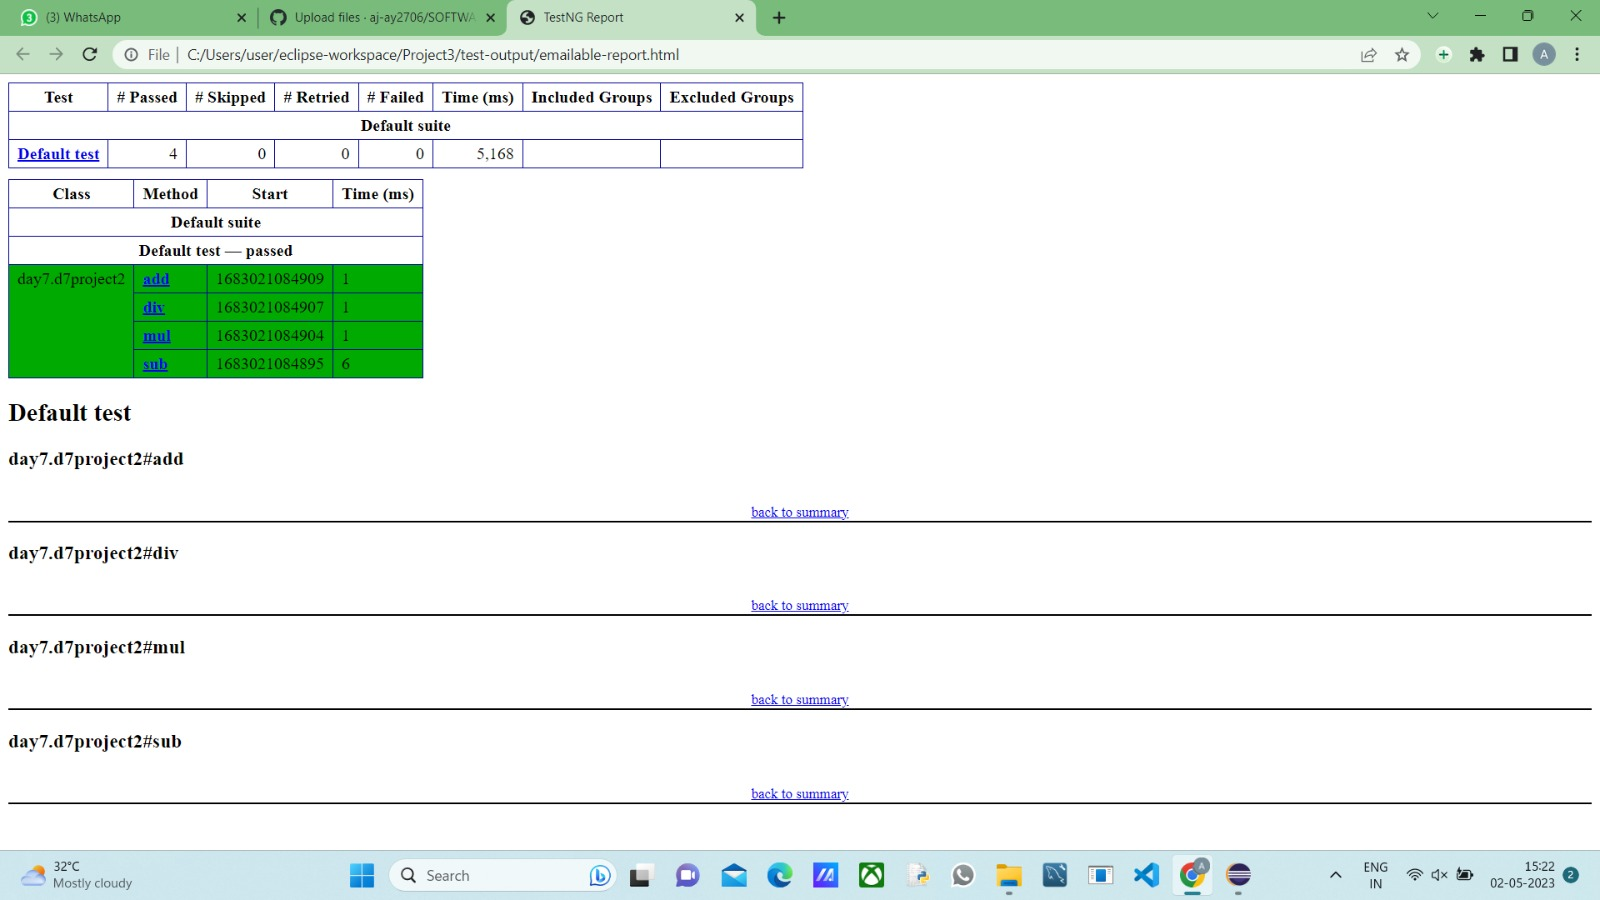 (3) WhatsApp
Upload files · aj-ay2706/SOFTWA
TestNG Report
File | C:/Users/user/eclipse-workspace/Project3/test-output/emailable-report.html
A
Test # Passed # Skipped # Retried # Failed Time (ms) Included Groups Excluded Groups
Default suite
Default test 4 0 0 0 5,168
Class Method Start Time (ms)
Default suite
Default test — passed
day7.d7project2 add 1683021084909 1
div 1683021084907 1
mul 1683021084904 1
sub 1683021084895 6
Default test
day7.d7project2#add
back to summary
day7.d7project2#div
back to summary
day7.d7project2#mul
back to summary
day7.d7project2#sub
back to summary
32°C
Mostly cloudy
Search
ENG
IN
15:22
02-05-2023
2